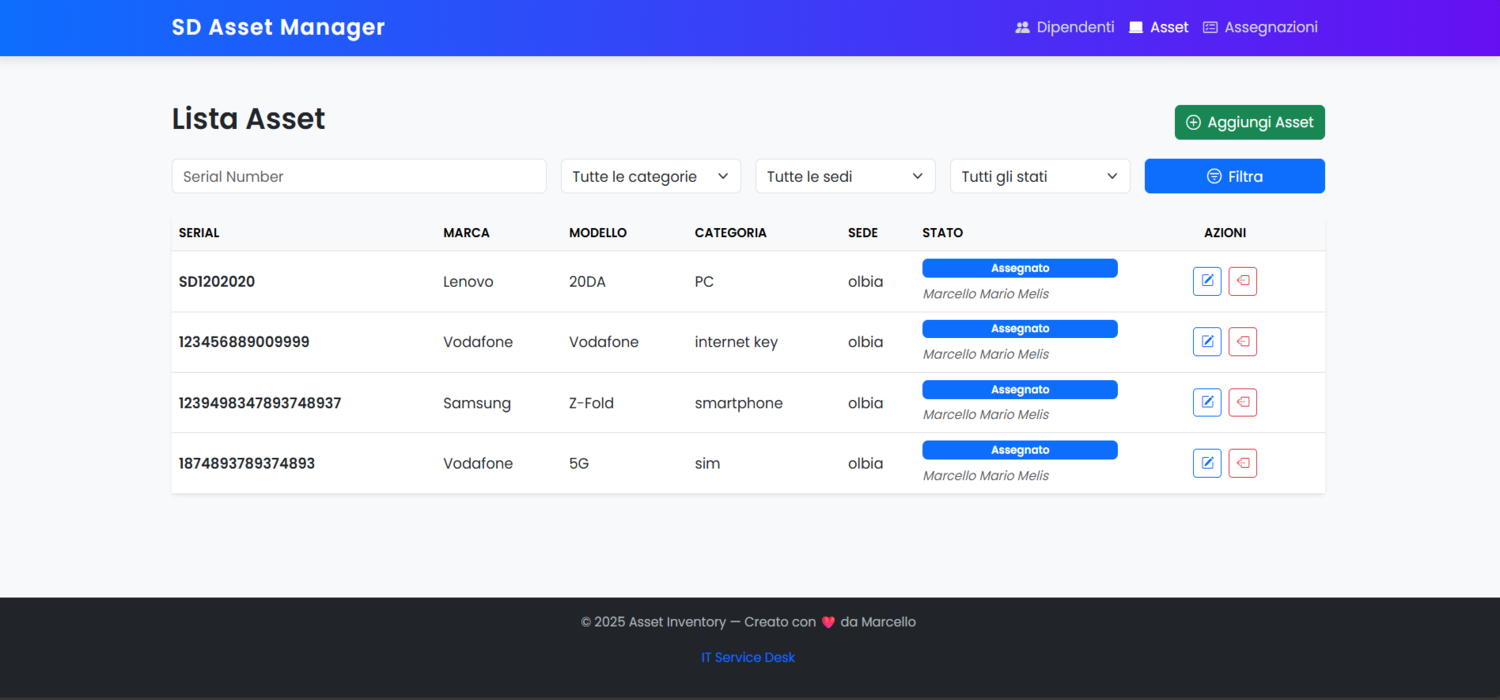 SD Asset Manager Dipendenti Asset Assegnazioni
Lista Asset
Aggiungi Asset
Serial Number Tutte le categorie Tutte le sedi Tutti gli stati Filtra
SERIAL MARCA MODELLO CATEGORIA SEDE STATO AZIONI
SD1202020 Lenovo 20DA PC olbia Assegnato
Marcello Mario Melis
123456889009999 Vodafone Vodafone internet key olbia Assegnato
Marcello Mario Melis
1239498347893748937 Samsung Z-Fold smartphone olbia Assegnato
Marcello Mario Melis
1874893789374893 Vodafone 5G sim olbia Assegnato
Marcello Mario Melis
© 2025 Asset Inventory — Creato con ❤️ da Marcello
IT Service Desk